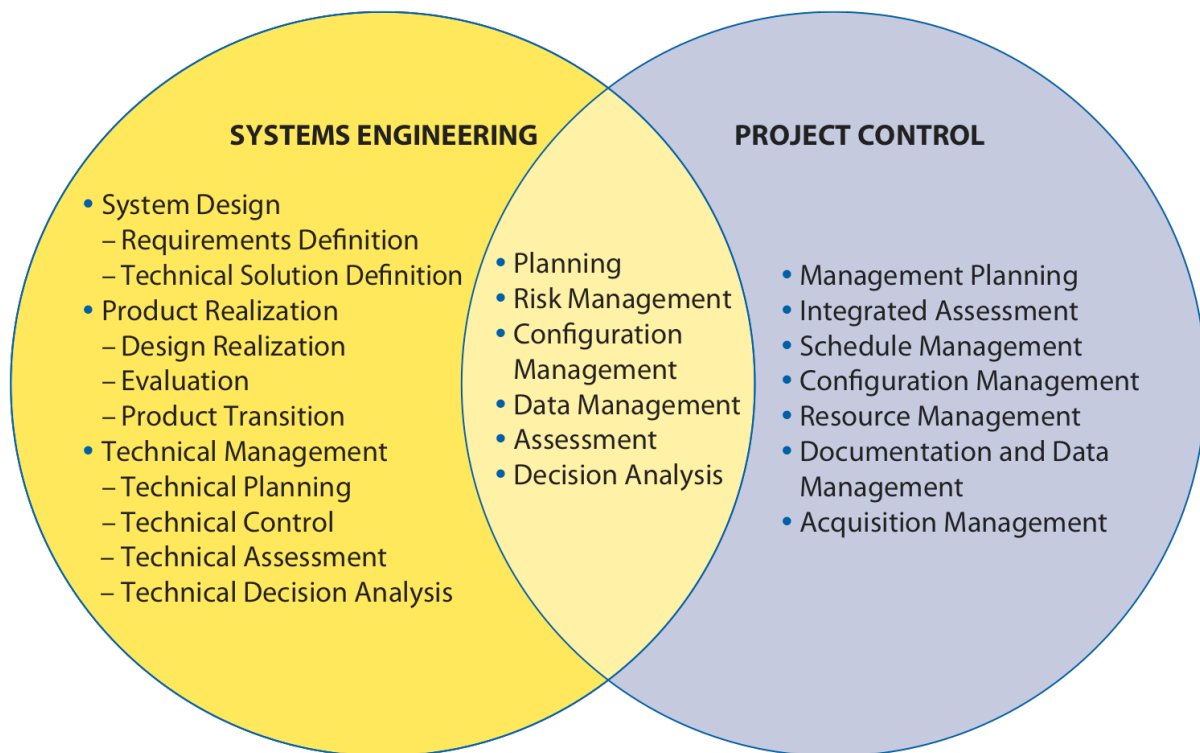 SYSTEMS ENGINEERING
• System Design
– Requirements Definition
– Technical Solution Definition
• Product Realization
– Design Realization
– Evaluation
– Product Transition
• Technical Management
– Technical Planning
– Technical Control
– Technical Assessment
– Technical Decision Analysis
• Planning
• Risk Management
• Configuration
Management
• Data Management
• Assessment
• Decision Analysis
PROJECT CONTROL
• Management Planning
• Integrated Assessment
• Schedule Management
• Configuration Management
• Resource Management
• Documentation and Data
Management
• Acquisition Management